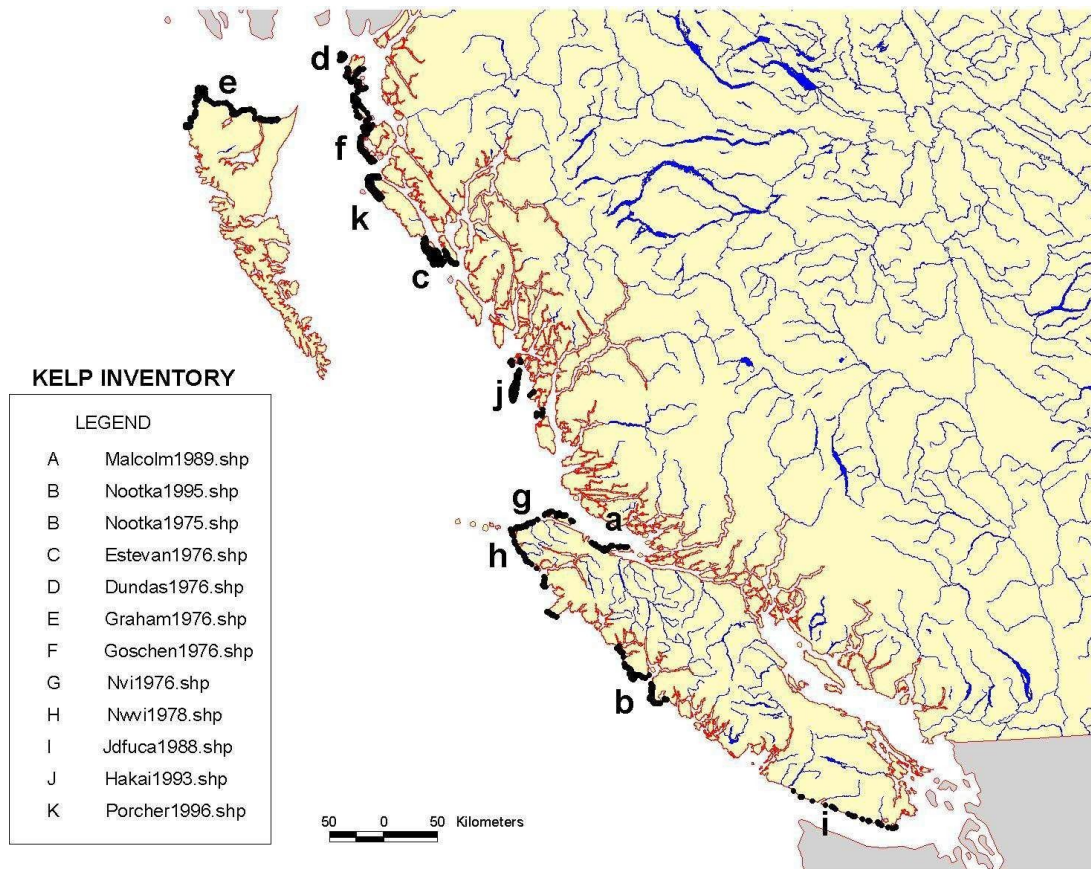 d
e
f
k
c
KELP INVENTORY
j
LEGEND
A Malcolm1989.shp
B Nootka1995.shp
B Nootka1975.shp
C Estevan1976.shp
D Dundas1976.shp
E Graham1976.shp
F Goschen1976.shp
G Nvi1976.shp
H Nwvi1978.shp
I Jdfuca1988.shp
J Hakai1993.shp
K Porcher1996.shp
g
a
h
b
i
50 0 50 Kilometers